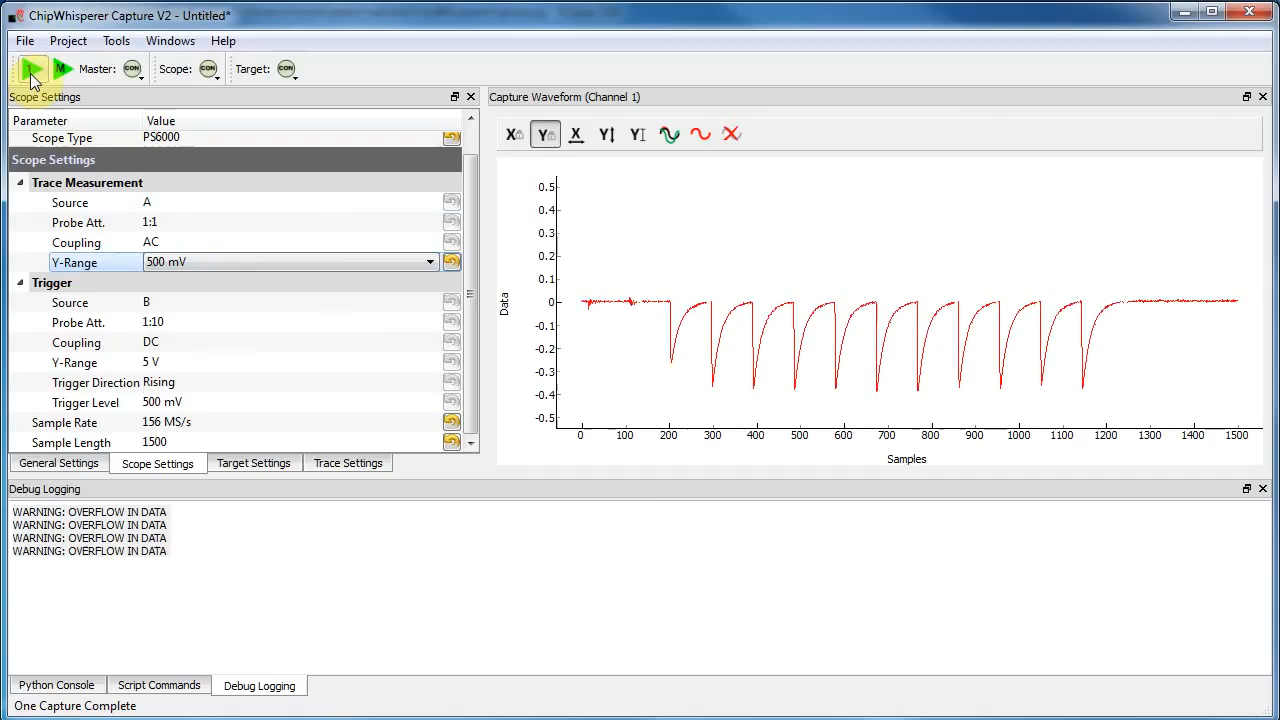 ChipWhisperer Capture V2 - Untitled*
File Project Tools Windows Help
1 M Master: CON Scope: CON Target: CON
Scope Settings
Parameter Value
Scope Type PS6000
Scope Settings
Trace Measurement
Source A
Probe Att. 1:1
Coupling AC
Y-Range 500 mV
Trigger
Source B
Probe Att. 1:10
Coupling DC
Y-Range 5 V
Trigger Direction Rising
Trigger Level 500 mV
Sample Rate 156 MS/s
Sample Length 1500
General Settings Scope Settings Target Settings Trace Settings
Capture Waveform (Channel 1)
X Y X Y Y
0.5
0.4
0.3
0.2
0.1
0
-0.1
-0.2
-0.3
-0.4
-0.5
Data
0 100 200 300 400 500 600 700 800 900 1000 1100 1200 1300 1400 1500
Samples
Debug Logging
WARNING: OVERFLOW IN DATA
WARNING: OVERFLOW IN DATA
WARNING: OVERFLOW IN DATA
WARNING: OVERFLOW IN DATA
Python Console Script Commands Debug Logging
One Capture Complete